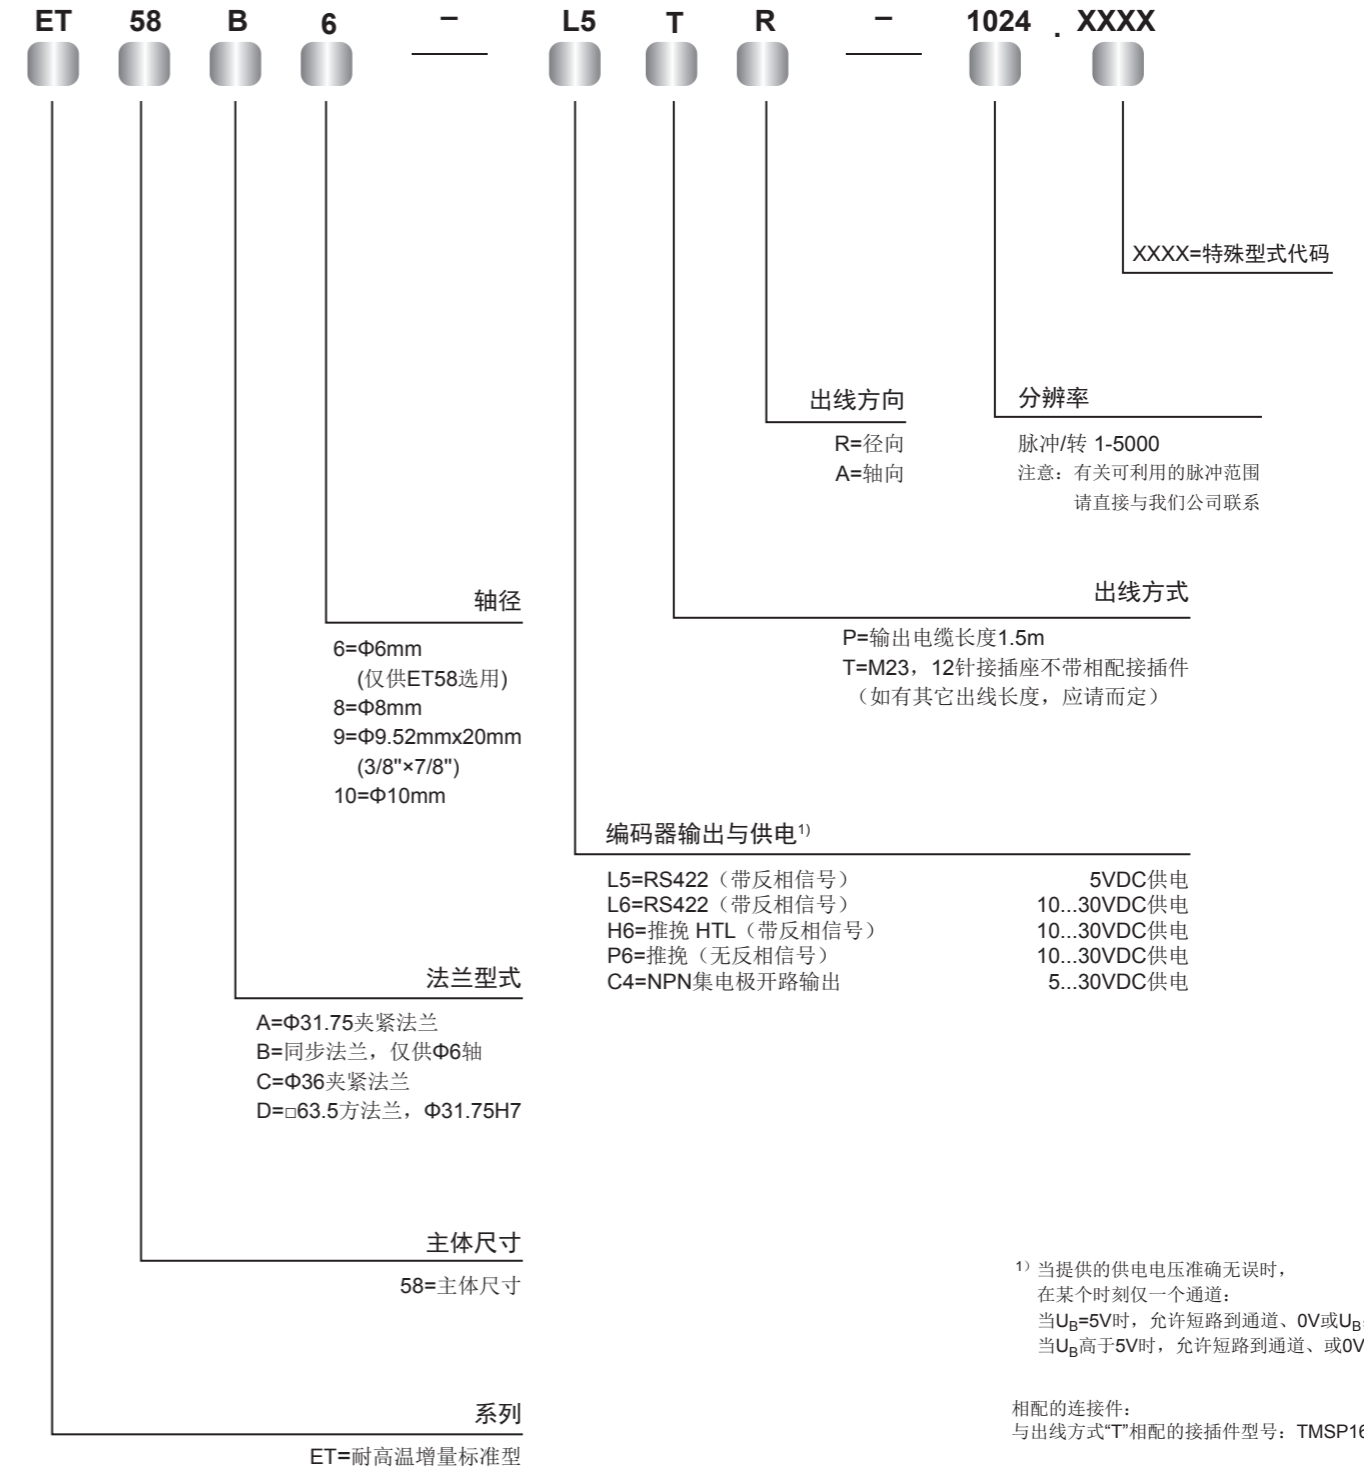 ET 58 B 6 – L5 T R – 1024 . XXXX
XXXX=特殊型式代码
出线方向
R=径向
A=轴向
分辨率
脉冲/转 1-5000
注意：有关可利用的脉冲范围
请直接与我们公司联系
出线方式
P=输出电缆长度1.5m
T=M23，12针接插座不带相配接插件
（如有其它出线长度，应请而定）
轴径
6=Φ6mm
(仅供ET58选用)
8=Φ8mm
9=Φ9.52mmx20mm
(3/8"×7/8")
10=Φ10mm
编码器输出与供电1)
L5=RS422（带反相信号） 5VDC供电
L6=RS422（带反相信号） 10...30VDC供电
H6=推挽 HTL（带反相信号） 10...30VDC供电
P6=推挽（无反相信号） 10...30VDC供电
C4=NPN集电极开路输出 5...30VDC供电
法兰型式
A=Φ31.75夹紧法兰
B=同步法兰，仅供Φ6轴
C=Φ36夹紧法兰
D=□63.5方法兰，Φ31.75H7
主体尺寸
58=主体尺寸
系列
ET=耐高温增量标准型
1）当提供的供电电压准确无误时，
在某个时刻仅一个通道：
当UB=5V时，允许短路到通道、0V或UB
当UB高于5V时，允许短路到通道、或0V
相配的连接件：
与出线方式“T”相配的接插件型号：TMSP16